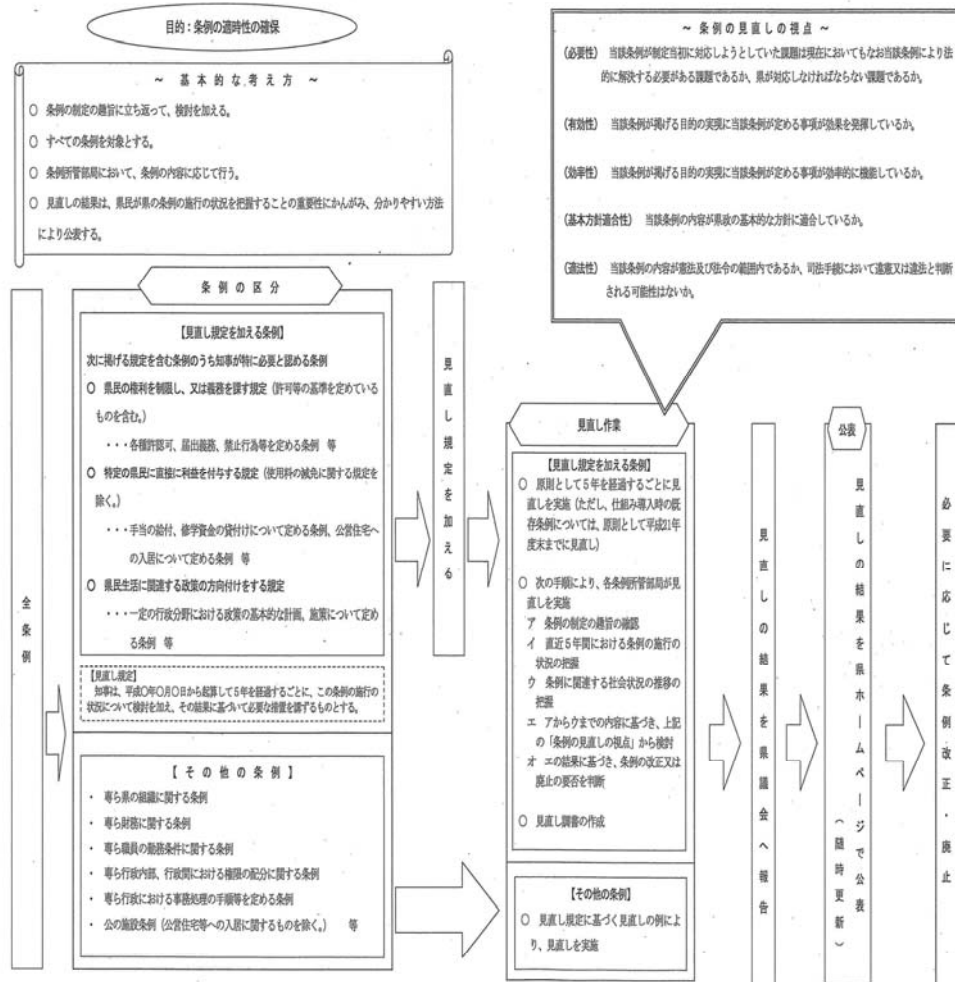 目的：条例の適時性の確保
～ 基本的な考え方 ～
○ 条例の制定の趣旨に立ち返って、検討を加える。
○ すべての条例を対象とする。
○ 条例所管部局において、条例の内容に応じて行う。
○ 見直しの結果は、県民が県の条例の施行の状況を把握することの重要性にかんがみ、分かりやすい方法
により公表する。
～ 条例の見直しの視点 ～
（必要性） 当該条例が制定当初に対応しようとしていた課題は現在においてもなお当該条例により法
的に解決する必要がある課題であるか、県が対応しなければならない課題であるか。
（有効性） 当該条例が掲げる目的の実現に当該条例が定める事項が効果を発揮しているか。
（効率性） 当該条例が掲げる目的の実現に当該条例が定める事項が効率的に機能しているか。
（基本方針適合性） 当該条例の内容が県政の基本的な方針に適合しているか。
（適法性） 当該条例の内容が憲法及び法令の範囲内であるか、司法手続において違憲又は違法と判断
される可能性はないか。
全条例
条例の区分
【見直し規定を加える条例】
次に掲げる規定を含む条例のうち知事が特に必要と認める条例
○ 県民の権利を制限し、又は義務を課す規定（許可等の基準を定めている
ものを含む。）
・・・各種許認可、届出義務、禁止行為等を定める条例 等
○ 特定の県民に直接に利益を付与する規定（使用料の減免に関する規定を
除く。）
・・・手当の給付、修学資金の貸付けについて定める条例、公営住宅へ
の入居について定める条例 等
○ 県民生活に関連する政策の方向付けをする規定
・・・一定の行政分野における政策の基本的な計画、施策について定め
る条例 等
【見直し規定】
知事は、平成○年○月○日から起算して５年を経過するごとに、この条例の施行の
状況について検討を加え、その結果に基づいて必要な措置を講ずるものとする。
【その他の条例】
・ 専ら県の組織に関する条例
・ 専ら財務に関する条例
・ 専ら職員の勤務条件に関する条例
・ 専ら行政内部、行政間における権限の配分に関する条例
・ 専ら行政における事務処理の手順等を定める条例
・ 公の施設条例（公営住宅等への入居に関するものを除く。） 等
見直し規定を加える
見直し作業
【見直し規定を加える条例】
○ 原則として５年を経過するごとに見
直しを実施（ただし、仕組み導入時の既
存条例については、原則として平成21年
度末までに見直し）
○ 次の手順により、各条例所管部局が見
直しを実施
ア 条例の制定の趣旨の確認
イ 直近５年間における条例の施行の
状況の把握
ウ 条例に関連する社会状況の推移の
把握
エ アからウまでの内容に基づき、上記
の「条例の見直しの視点」から検討
オ エの結果に基づき、条例の改正又は
廃止の要否を判断
○ 見直し調書の作成
【その他の条例】
○ 見直し規定に基づく見直しの例によ
り、見直しを実施
見直しの結果を県議会へ報告
公表
見直しの結果を県ホームページで公表
（随時更新）
必要に応じて条例改正・廃止